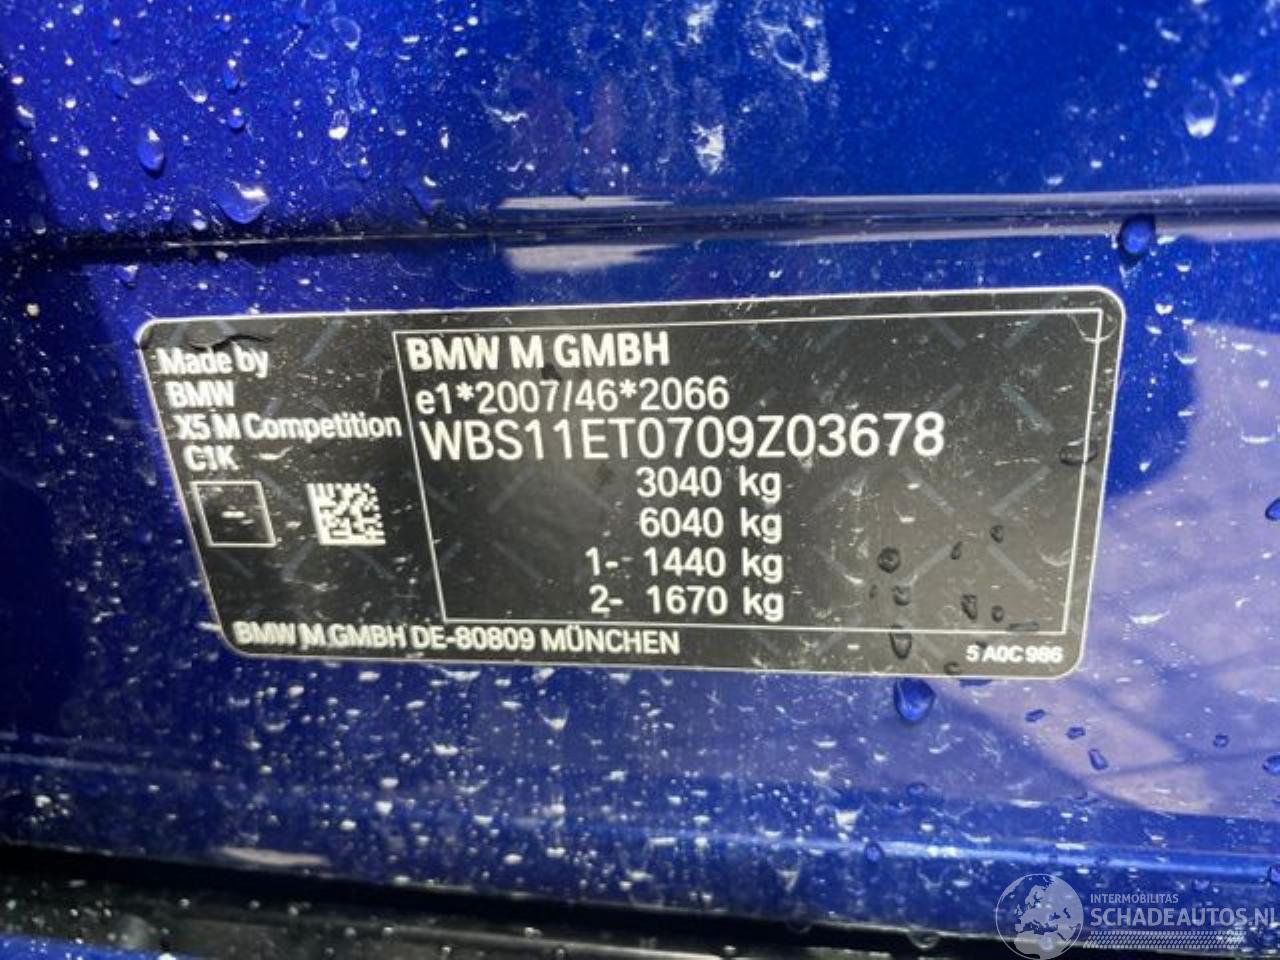 Made by
BMW
X5 M Competition
C1K
-
BMW M GMBH
e1*2007/46*2066
WBS11ET0709Z03678
3040 kg
6040 kg
1- 1440 kg
2- 1670 kg
BMW M GMBH DE-80809 MÜNCHEN
5 A0C 986
INTERMOBILITAS
SCHADEAUTOS.NL